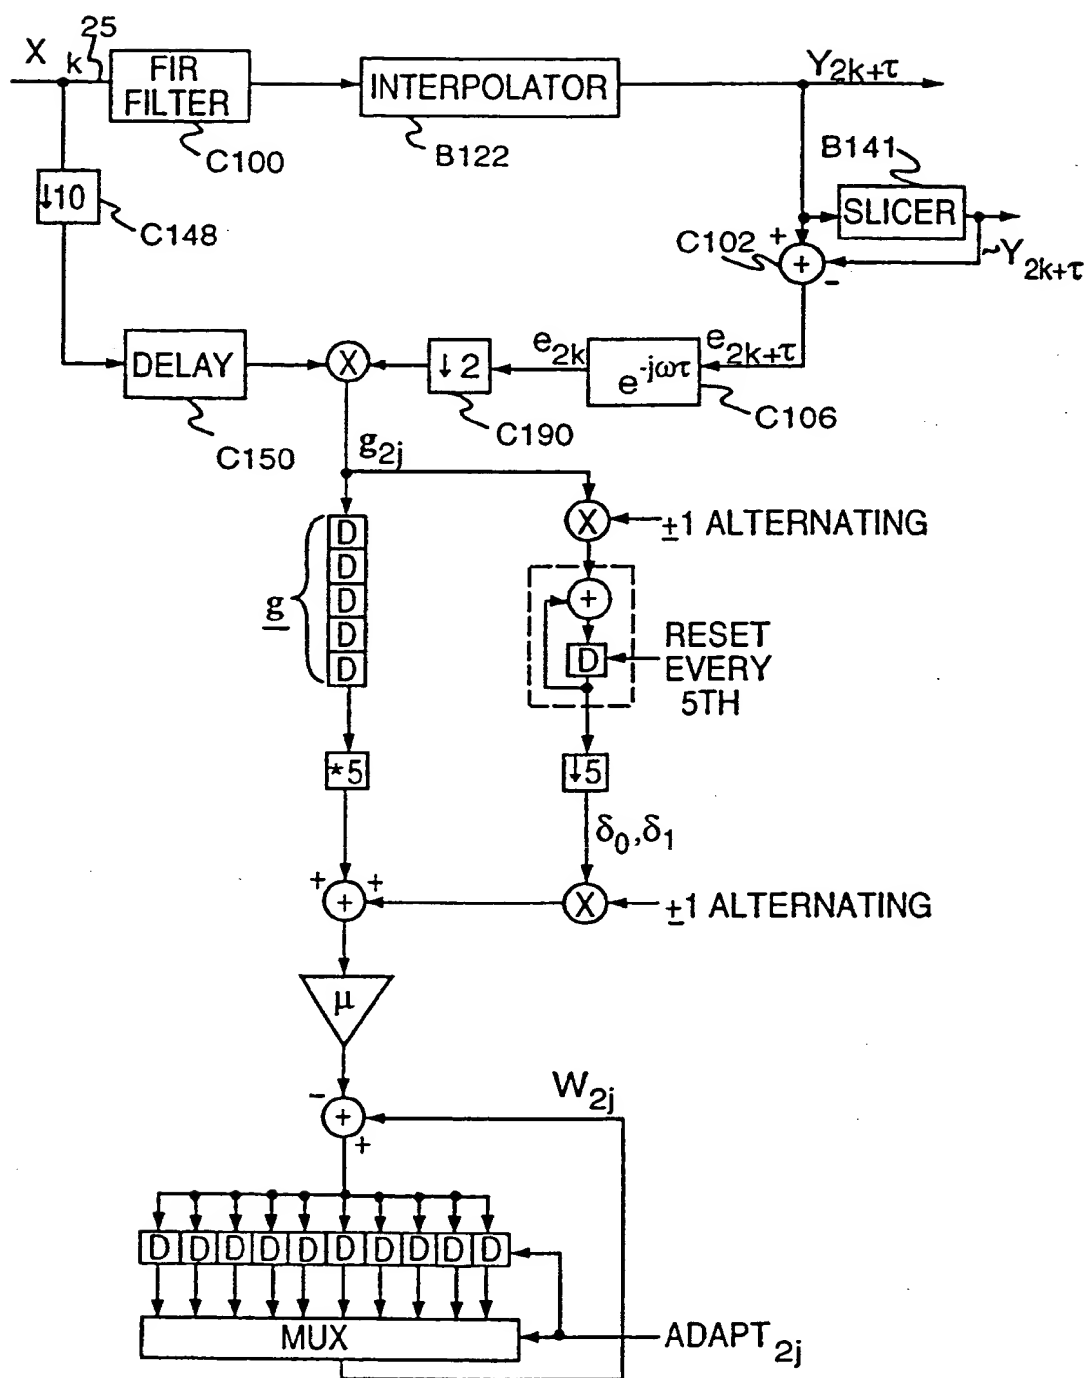 25
X
k
FIR
FILTER
C100
INTERPOLATOR
B122
Y2k+τ
B141
SLICER
↓10
C148
C102
+
+
-
~Y2k+τ
DELAY
C150
X
↓2
C190
e2k
e-jωτ
C106
e2k+τ
g2j
X
±1 ALTERNATING
g
D
D
D
D
D
+
D
RESET
EVERY
5TH
*5
↓5
δ0,δ1
+
+
+
X
±1 ALTERNATING
μ
-
+
+
W2j
D D D D D D D D D D
MUX
ADAPT2j